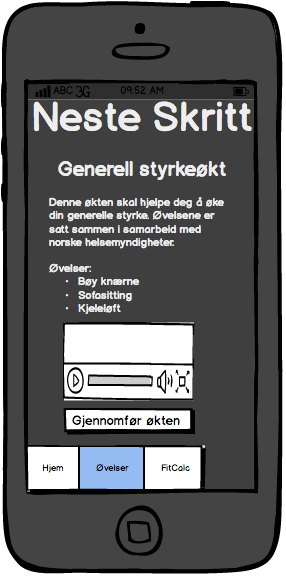 ABC 3G 09:52 AM
Neste Skritt
Generell styrkeøkt
Denne økten skal hjelpe deg å øke
din generelle styrke. Øvelsene er
satt sammen i samarbeid med
norske helsemyndigheter.
Øvelser:
• Bøy knærne
• Sofasitting
• Kjeleløft
Gjennomfør økten
Hjem Øvelser FitCalc